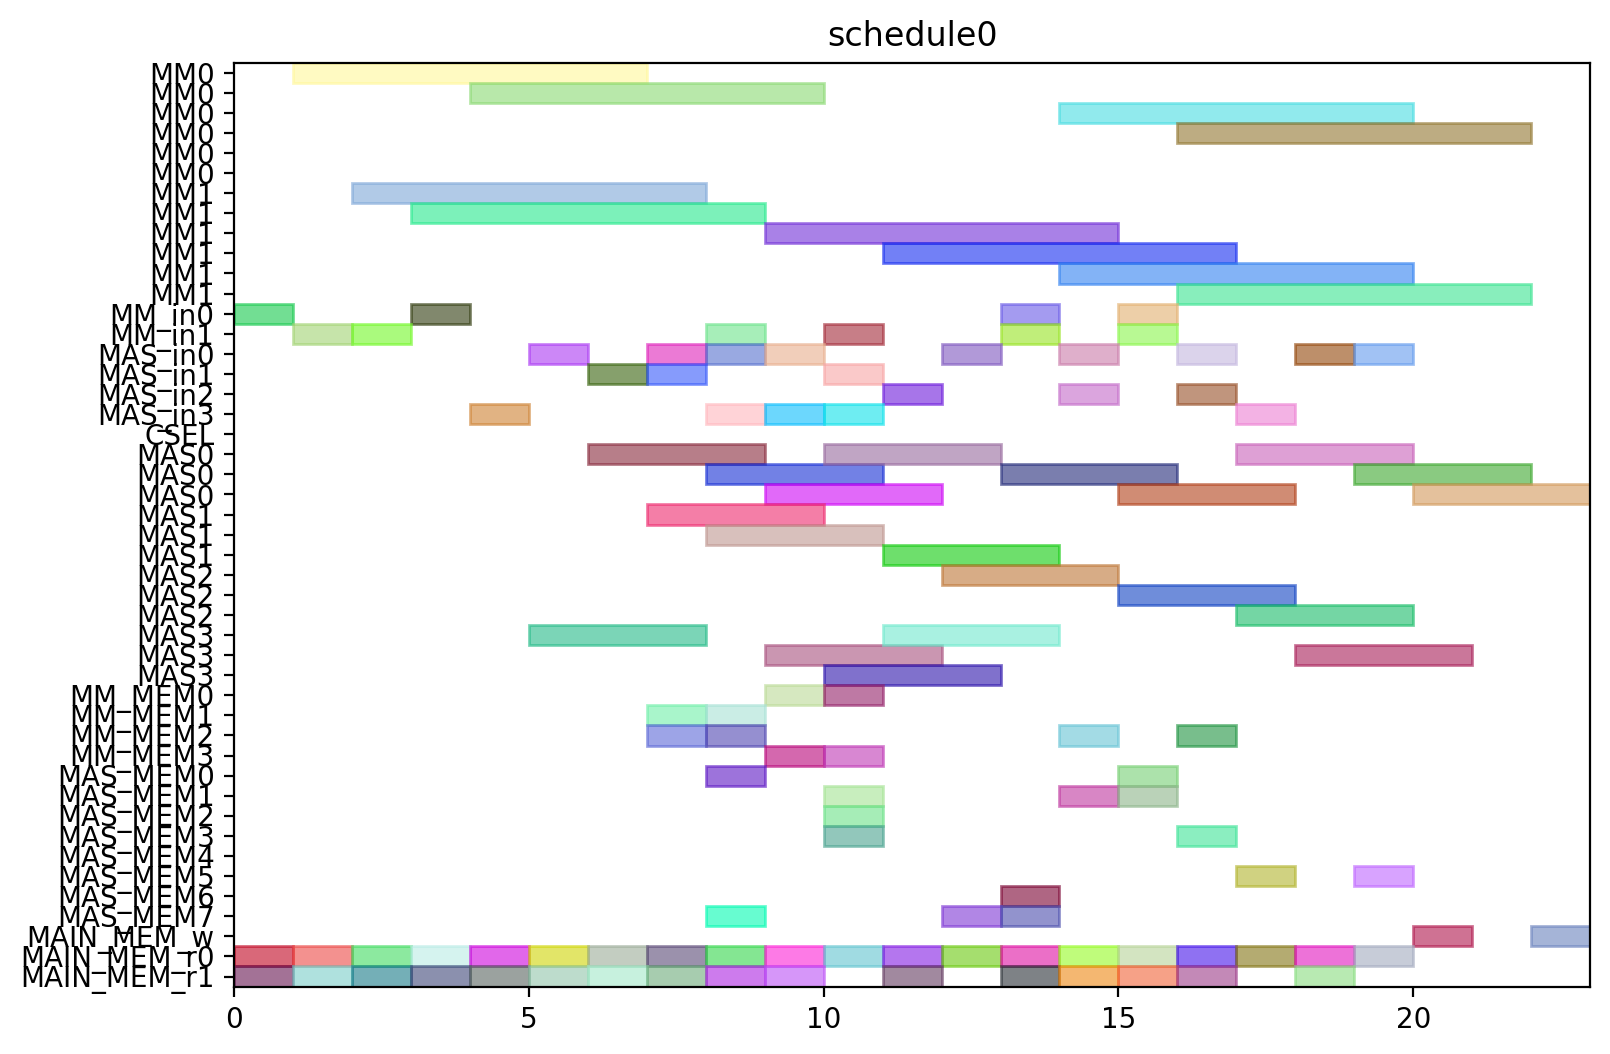 schedule0
MM0
MM0
MM0
MM0
MM0
MM0
MM1
MM1
MM1
MM1
MM1
MM1
MM_in0
MM_in1
MAS_in0
MAS_in1
MAS_in2
MAS_in3
CSEL
MAS0
MAS0
MAS0
MAS1
MAS1
MAS1
MAS2
MAS2
MAS2
MAS3
MAS3
MAS3
MM_MEM0
MM_MEM1
MM_MEM2
MM_MEM3
MAS_MEM0
MAS_MEM1
MAS_MEM2
MAS_MEM3
MAS_MEM4
MAS_MEM5
MAS_MEM6
MAS_MEM7
MAIN_MEM_w
MAIN_MEM_r0
MAIN_MEM_r1
0 5 10 15 20